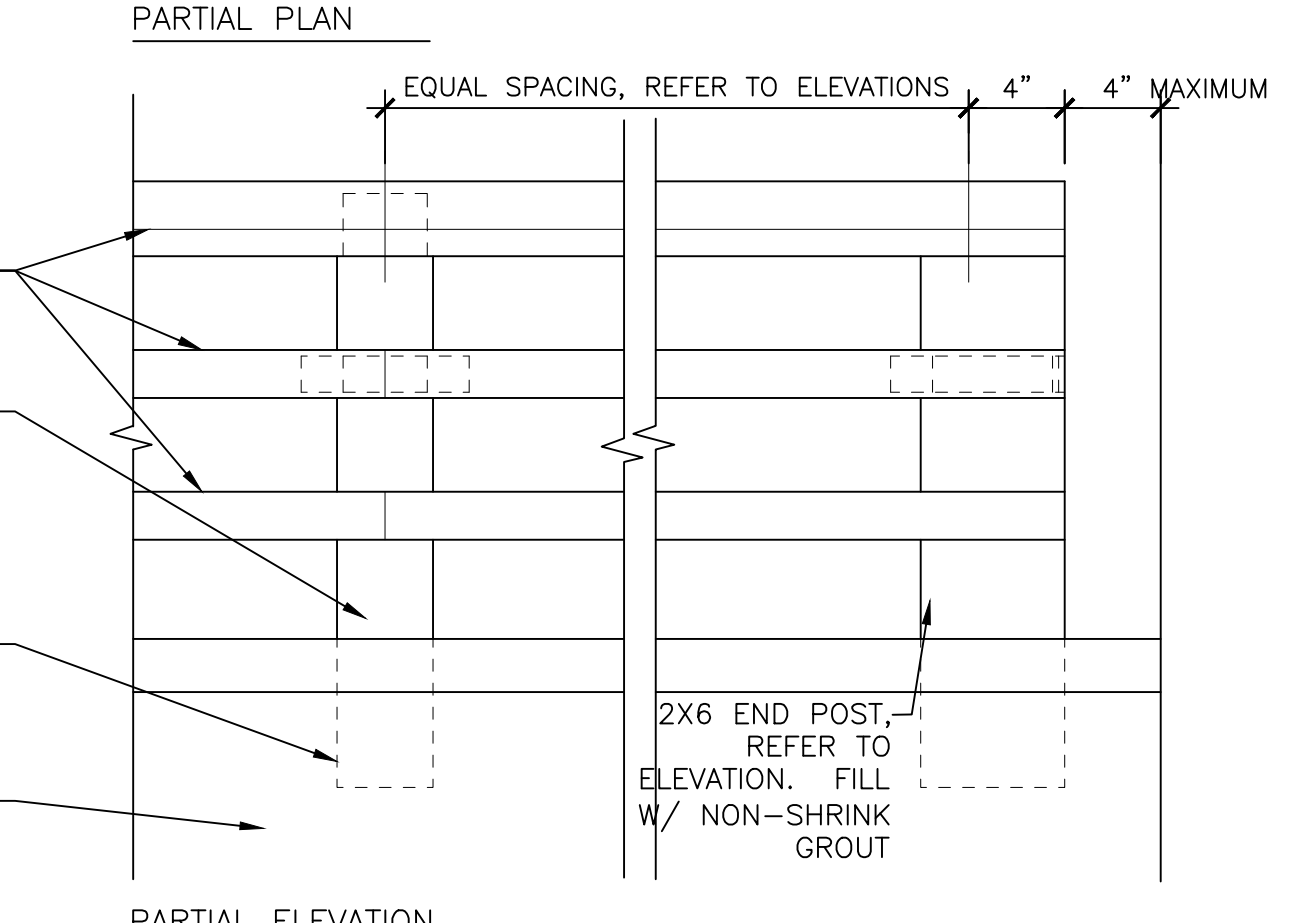 PARTIAL PLAN
EQUAL SPACING, REFER TO ELEVATIONS
4”
4” MAXIMUM
2X6 END POST,
REFER TO
ELEVATION. FILL
W/ NON-SHRINK
GROUT
PARTIAL ELEVATION